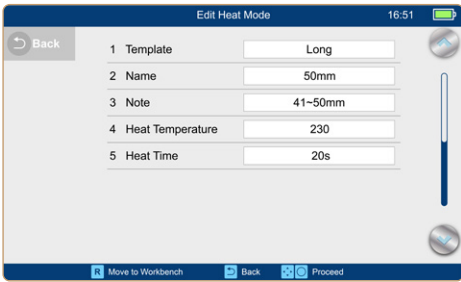 Edit Heat Mode 16:51
Back
1 Template Long
2 Name 50mm
3 Note 41~50mm
4 Heat Temperature 230
5 Heat Time 20s
R Move to Workbench Back Proceed